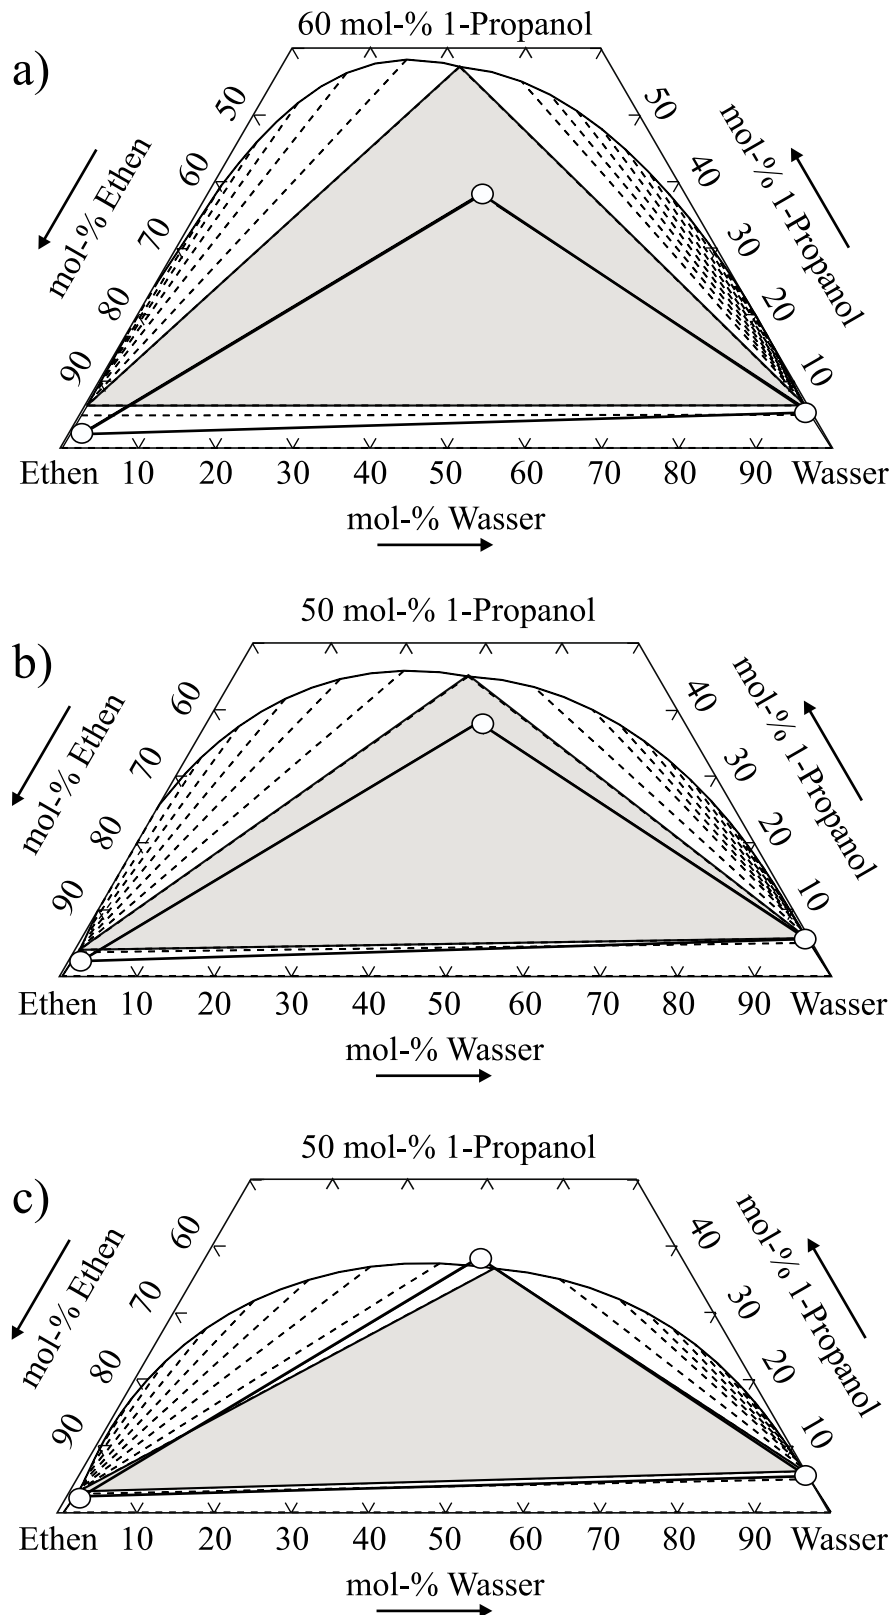 a)
60 mol-% 1-Propanol
mol-% Ethen
50
60
70
80
90
mol-% 1-Propanol
50
40
30
20
10
Ethen 10 20 30 40 50 60 70 80 90 Wasser
mol-% Wasser
b)
50 mol-% 1-Propanol
mol-% Ethen
60
70
80
90
mol-% 1-Propanol
40
30
20
10
Ethen 10 20 30 40 50 60 70 80 90 Wasser
mol-% Wasser
c)
50 mol-% 1-Propanol
mol-% Ethen
60
70
80
90
mol-% 1-Propanol
40
30
20
10
Ethen 10 20 30 40 50 60 70 80 90 Wasser
mol-% Wasser